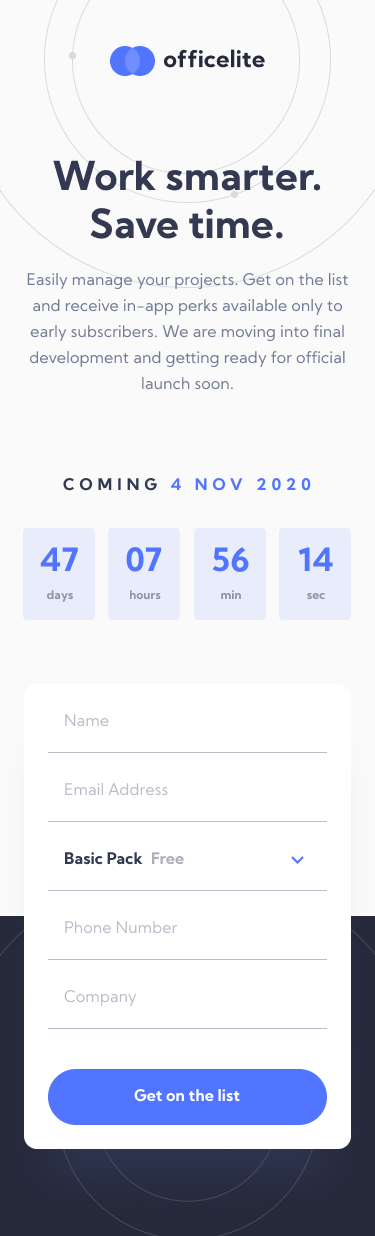 officelite
Work smarter.
Save time.
Easily manage your projects. Get on the list
and receive in-app perks available only to
early subscribers. We are moving into final
development and getting ready for official
launch soon.
COMING 4 NOV 2020
47 07 56 14
days hours min sec
Name
Email Address
Basic Pack Free
Phone Number
Company
Get on the list